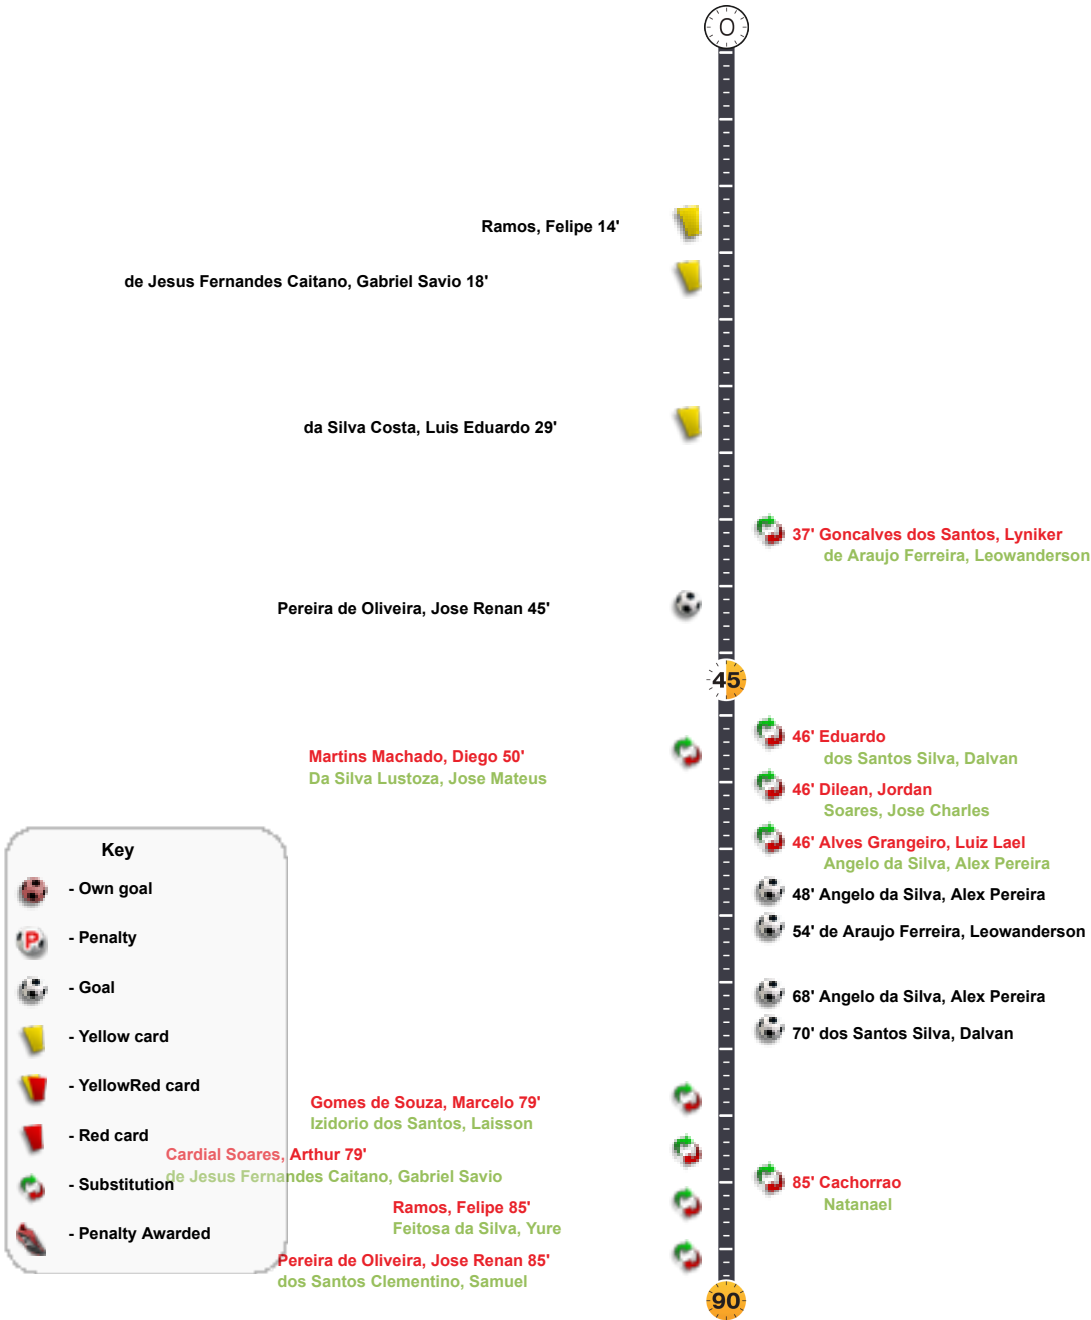 0
Ramos, Felipe 14'
de Jesus Fernandes Caitano, Gabriel Savio 18'
da Silva Costa, Luis Eduardo 29'
37' Goncalves dos Santos, Lyniker
de Araujo Ferreira, Leowanderson
Pereira de Oliveira, Jose Renan 45'
45
46' Eduardo
dos Santos Silva, Dalvan
Martins Machado, Diego 50'
Da Silva Lustoza, Jose Mateus
46' Dilean, Jordan
Soares, Jose Charles
46' Alves Grangeiro, Luiz Lael
Angelo da Silva, Alex Pereira
48' Angelo da Silva, Alex Pereira
54' de Araujo Ferreira, Leowanderson
68' Angelo da Silva, Alex Pereira
70' dos Santos Silva, Dalvan
Key
- Own goal
P
- Penalty
- Goal
- Yellow card
- YellowRed card
- Red card
- Substitution
- Penalty Awarded
Gomes de Souza, Marcelo 79'
Izidorio dos Santos, Laisson
Cardial Soares, Arthur 79'
de Jesus Fernandes Caitano, Gabriel Savio
85' Cachorrao
Natanael
Ramos, Felipe 85'
Feitosa da Silva, Yure
Pereira de Oliveira, Jose Renan 85'
dos Santos Clementino, Samuel
90